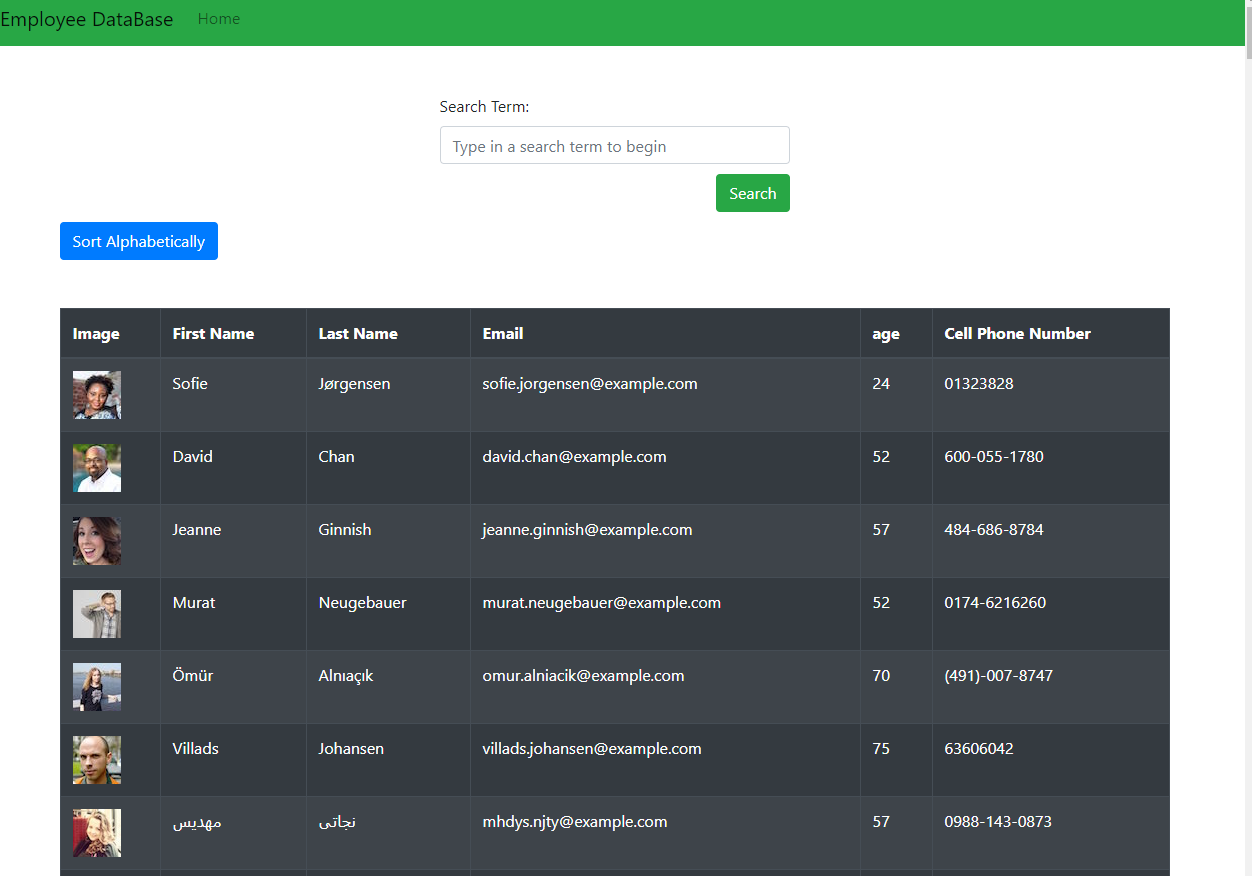 Employee DataBase Home
Search Term:
Type in a search term to begin
Search
Sort Alphabetically
Image First Name Last Name Email age Cell Phone Number
Sofie Jørgensen sofie.jorgensen@example.com 24 01323828
David Chan david.chan@example.com 52 600-055-1780
Jeanne Ginnish jeanne.ginnish@example.com 57 484-686-8784
Murat Neugebauer murat.neugebauer@example.com 52 0174-6216260
Ömür Alnıaçık omur.alniacik@example.com 70 (491)-007-8747
Villads Johansen villads.johansen@example.com 75 63606042
مهدیس نجاتی mhdys.njty@example.com 57 0988-143-0873